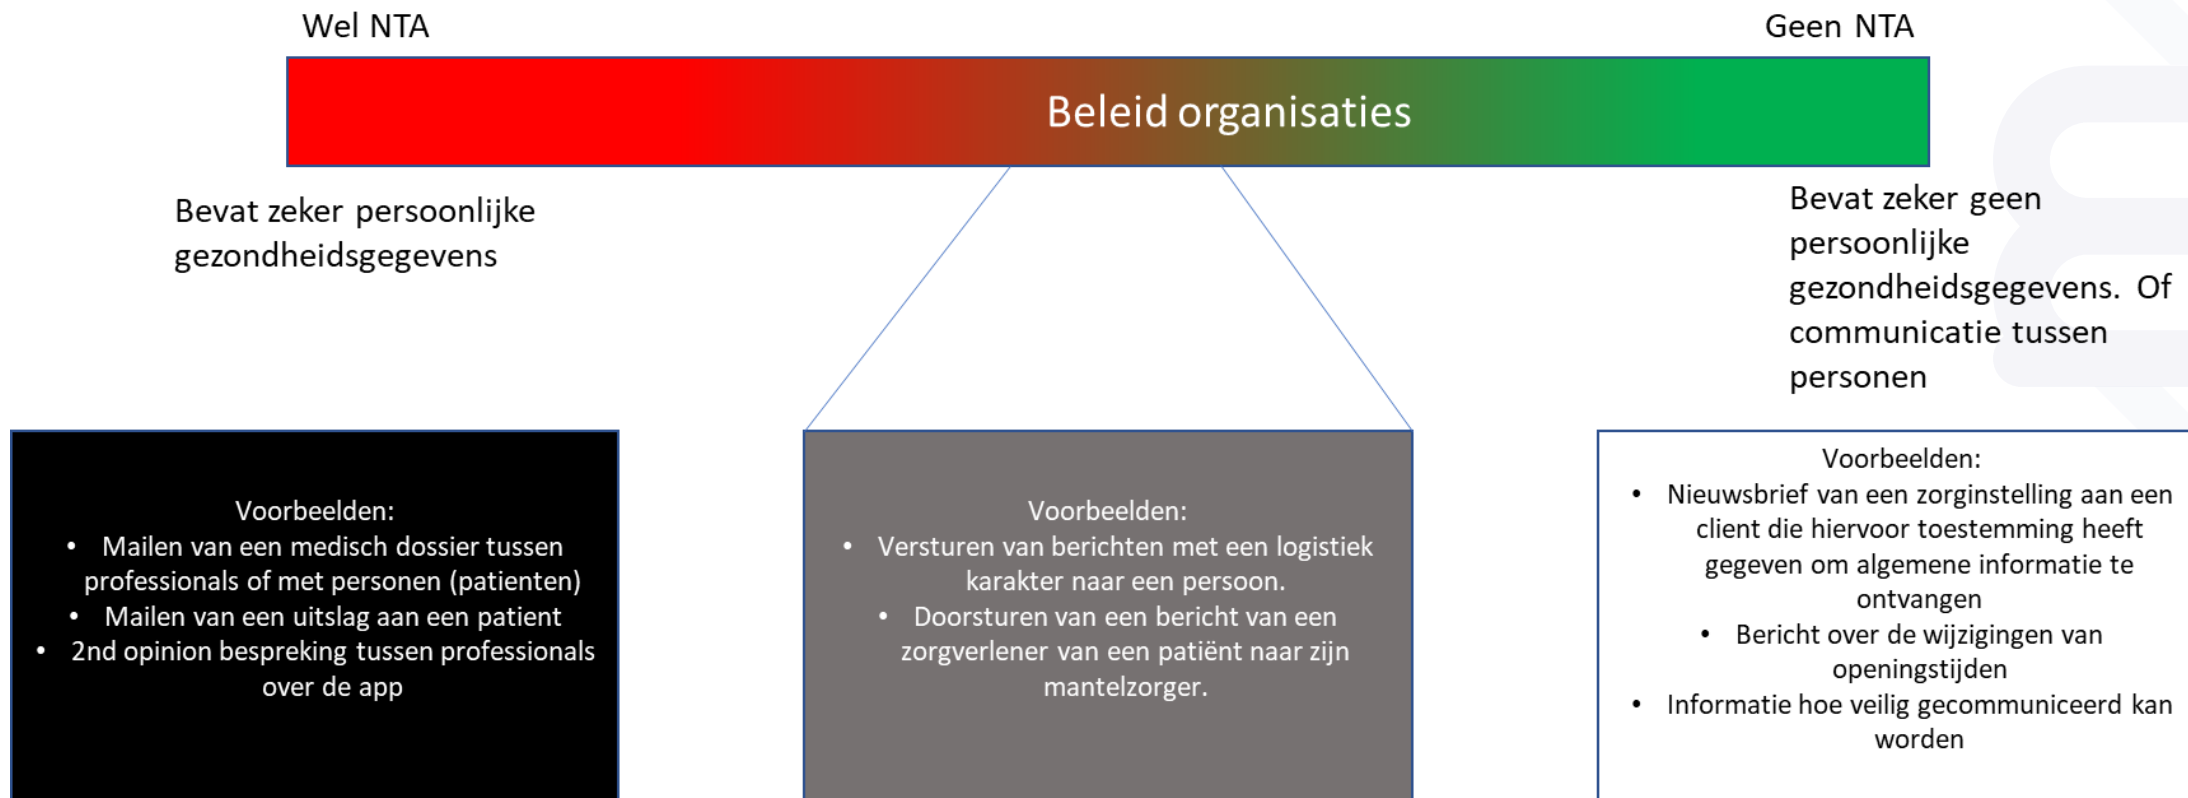 Wel NTA
Geen NTA
Beleid organisaties
Bevat zeker persoonlijke
gezondheidsgegevens
Bevat zeker geen
persoonlijke
gezondheidsgegevens. Of
communicatie tussen
personen
Voorbeelden:
• Mailen van een medisch dossier tussen
professionals of met personen (patienten)
• Mailen van een uitslag aan een patient
• 2nd opinion bespreking tussen professionals
over de app
Voorbeelden:
• Versturen van berichten met een logistiek
karakter naar een persoon.
• Doorsturen van een bericht van een
zorgverlener van een patiënt naar zijn
mantelzorger.
Voorbeelden:
• Nieuwsbrief van een zorginstelling aan een
client die hiervoor toestemming heeft
gegeven om algemene informatie te
ontvangen
• Bericht over de wijzigingen van
openingstijden
• Informatie hoe veilig gecommuniceerd kan
worden